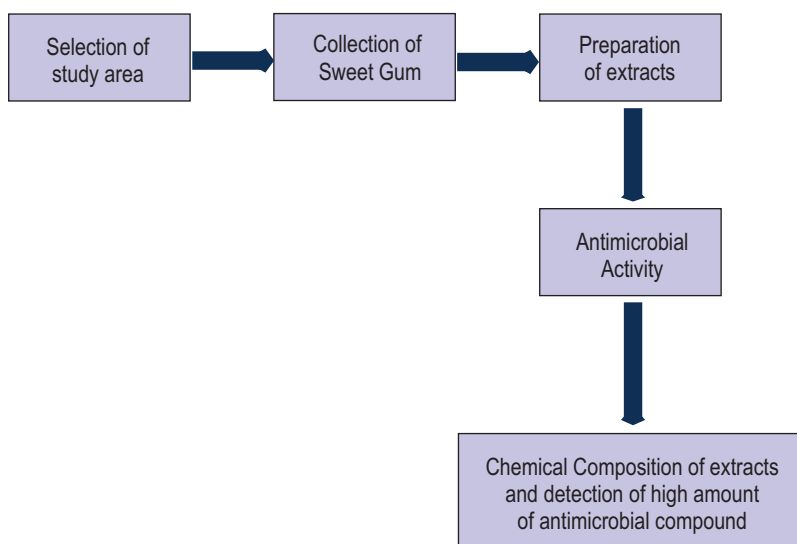 Selection of
study area
Collection of
Sweet Gum
Preparation
of extracts
Antimicrobial
Activity
Chemical Composition of extracts
and detection of high amount
of antimicrobial compound